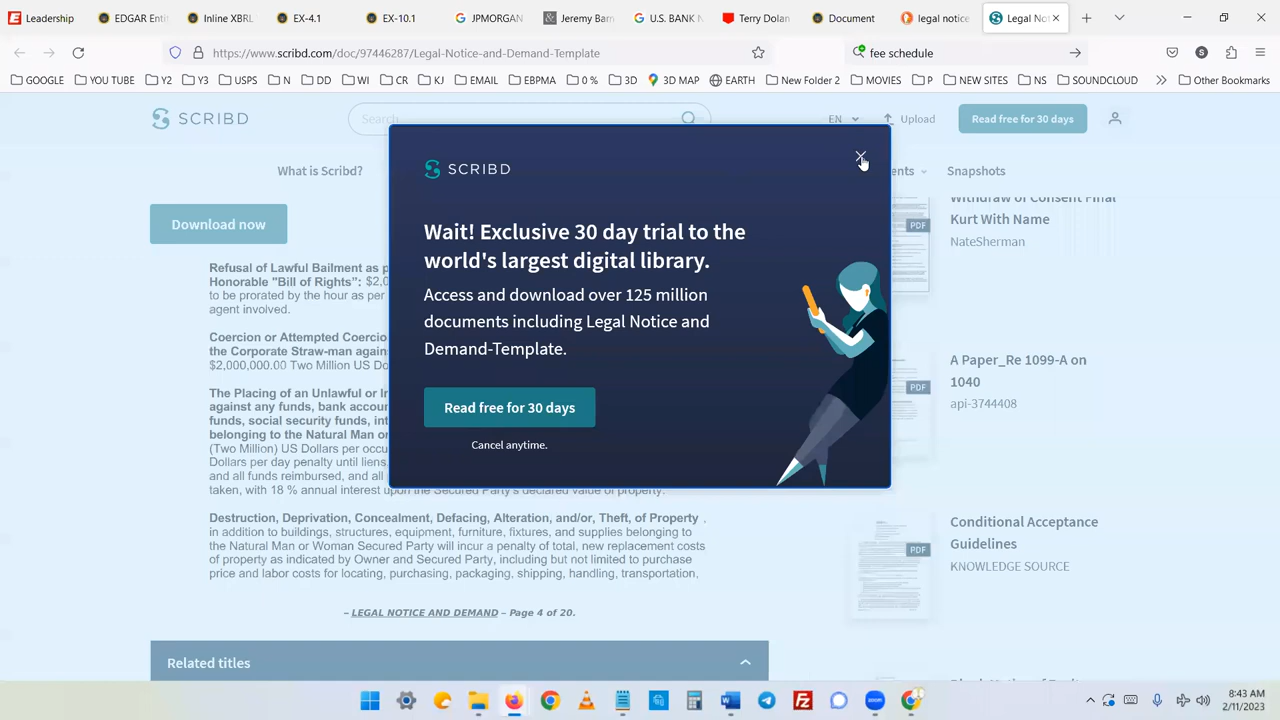 Leadership
EDGAR Entit
Inline XBRL
EX-4.1
EX-10.1
JPMORGAN
Jeremy Barn
U.S. BANK N
Terry Dolan
Document
legal notice
Legal Not
https://www.scribd.com/doc/97446287/Legal-Notice-and-Demand-Template
fee schedule
GOOGLE
YOU TUBE
Y2
Y3
USPS
N
DD
WI
CR
KJ
EMAIL
EBPMA
0 %
3D
3D MAP
EARTH
New Folder 2
MOVIES
P
NEW SITES
NS
SOUNDCLOUD
Other Bookmarks
SCRIBD
Search
EN
Upload
Read free for 30 days
What is Scribd?
ents
Snapshots
Download now
SCRIBD
Wait! Exclusive 30 day trial to the
world's largest digital library.
Access and download over 125 million
documents including Legal Notice and
Demand-Template.
free for 30 days
Cancel anytime.
Refusal of Lawful Bailment as p
Honorable "Bill of Rights": $2,0
to be prorated by the hour as per
agent involved.
Coercion or Attempted Coercio
the Corporate Straw-man again
$2,000,000.00 Two Million US Do
The Placing of an Unlawful or
against any funds, bank accoun
funds, social security funds
belonging to the Natural Man or
(Two Million) US Dollars per occu
Dollars per day penalty until liens,
and all funds reimbursed, and all
taken, with 18 % annual interest upon the Secured Party's declared value of property.
Destruction, Deprivation, Concealment, Defacing, Alteration, and/or, Theft, of Property ,
in addition to buildings, structures, equipment, furniture, fixtures, and supplies belonging to
the Natural Man or Woman Secured Party will incur a penalty of total, new replacement costs
of property as indicated by Owner and Secured Party, including but not limited to purchase
price and labor costs for locating, purchasing, packaging, shipping, handling, transportation,
– LEGAL NOTICE AND DEMAND – Page 4 of 20.
Related titles
Withdraw of Consent Final
Kurt With Name
NateSherman
PDF
A Paper_Re 1099-A on
1040
api-3744408
PDF
Conditional Acceptance
Guidelines
KNOWLEDGE SOURCE
PDF
8:43 AM
2/11/2023